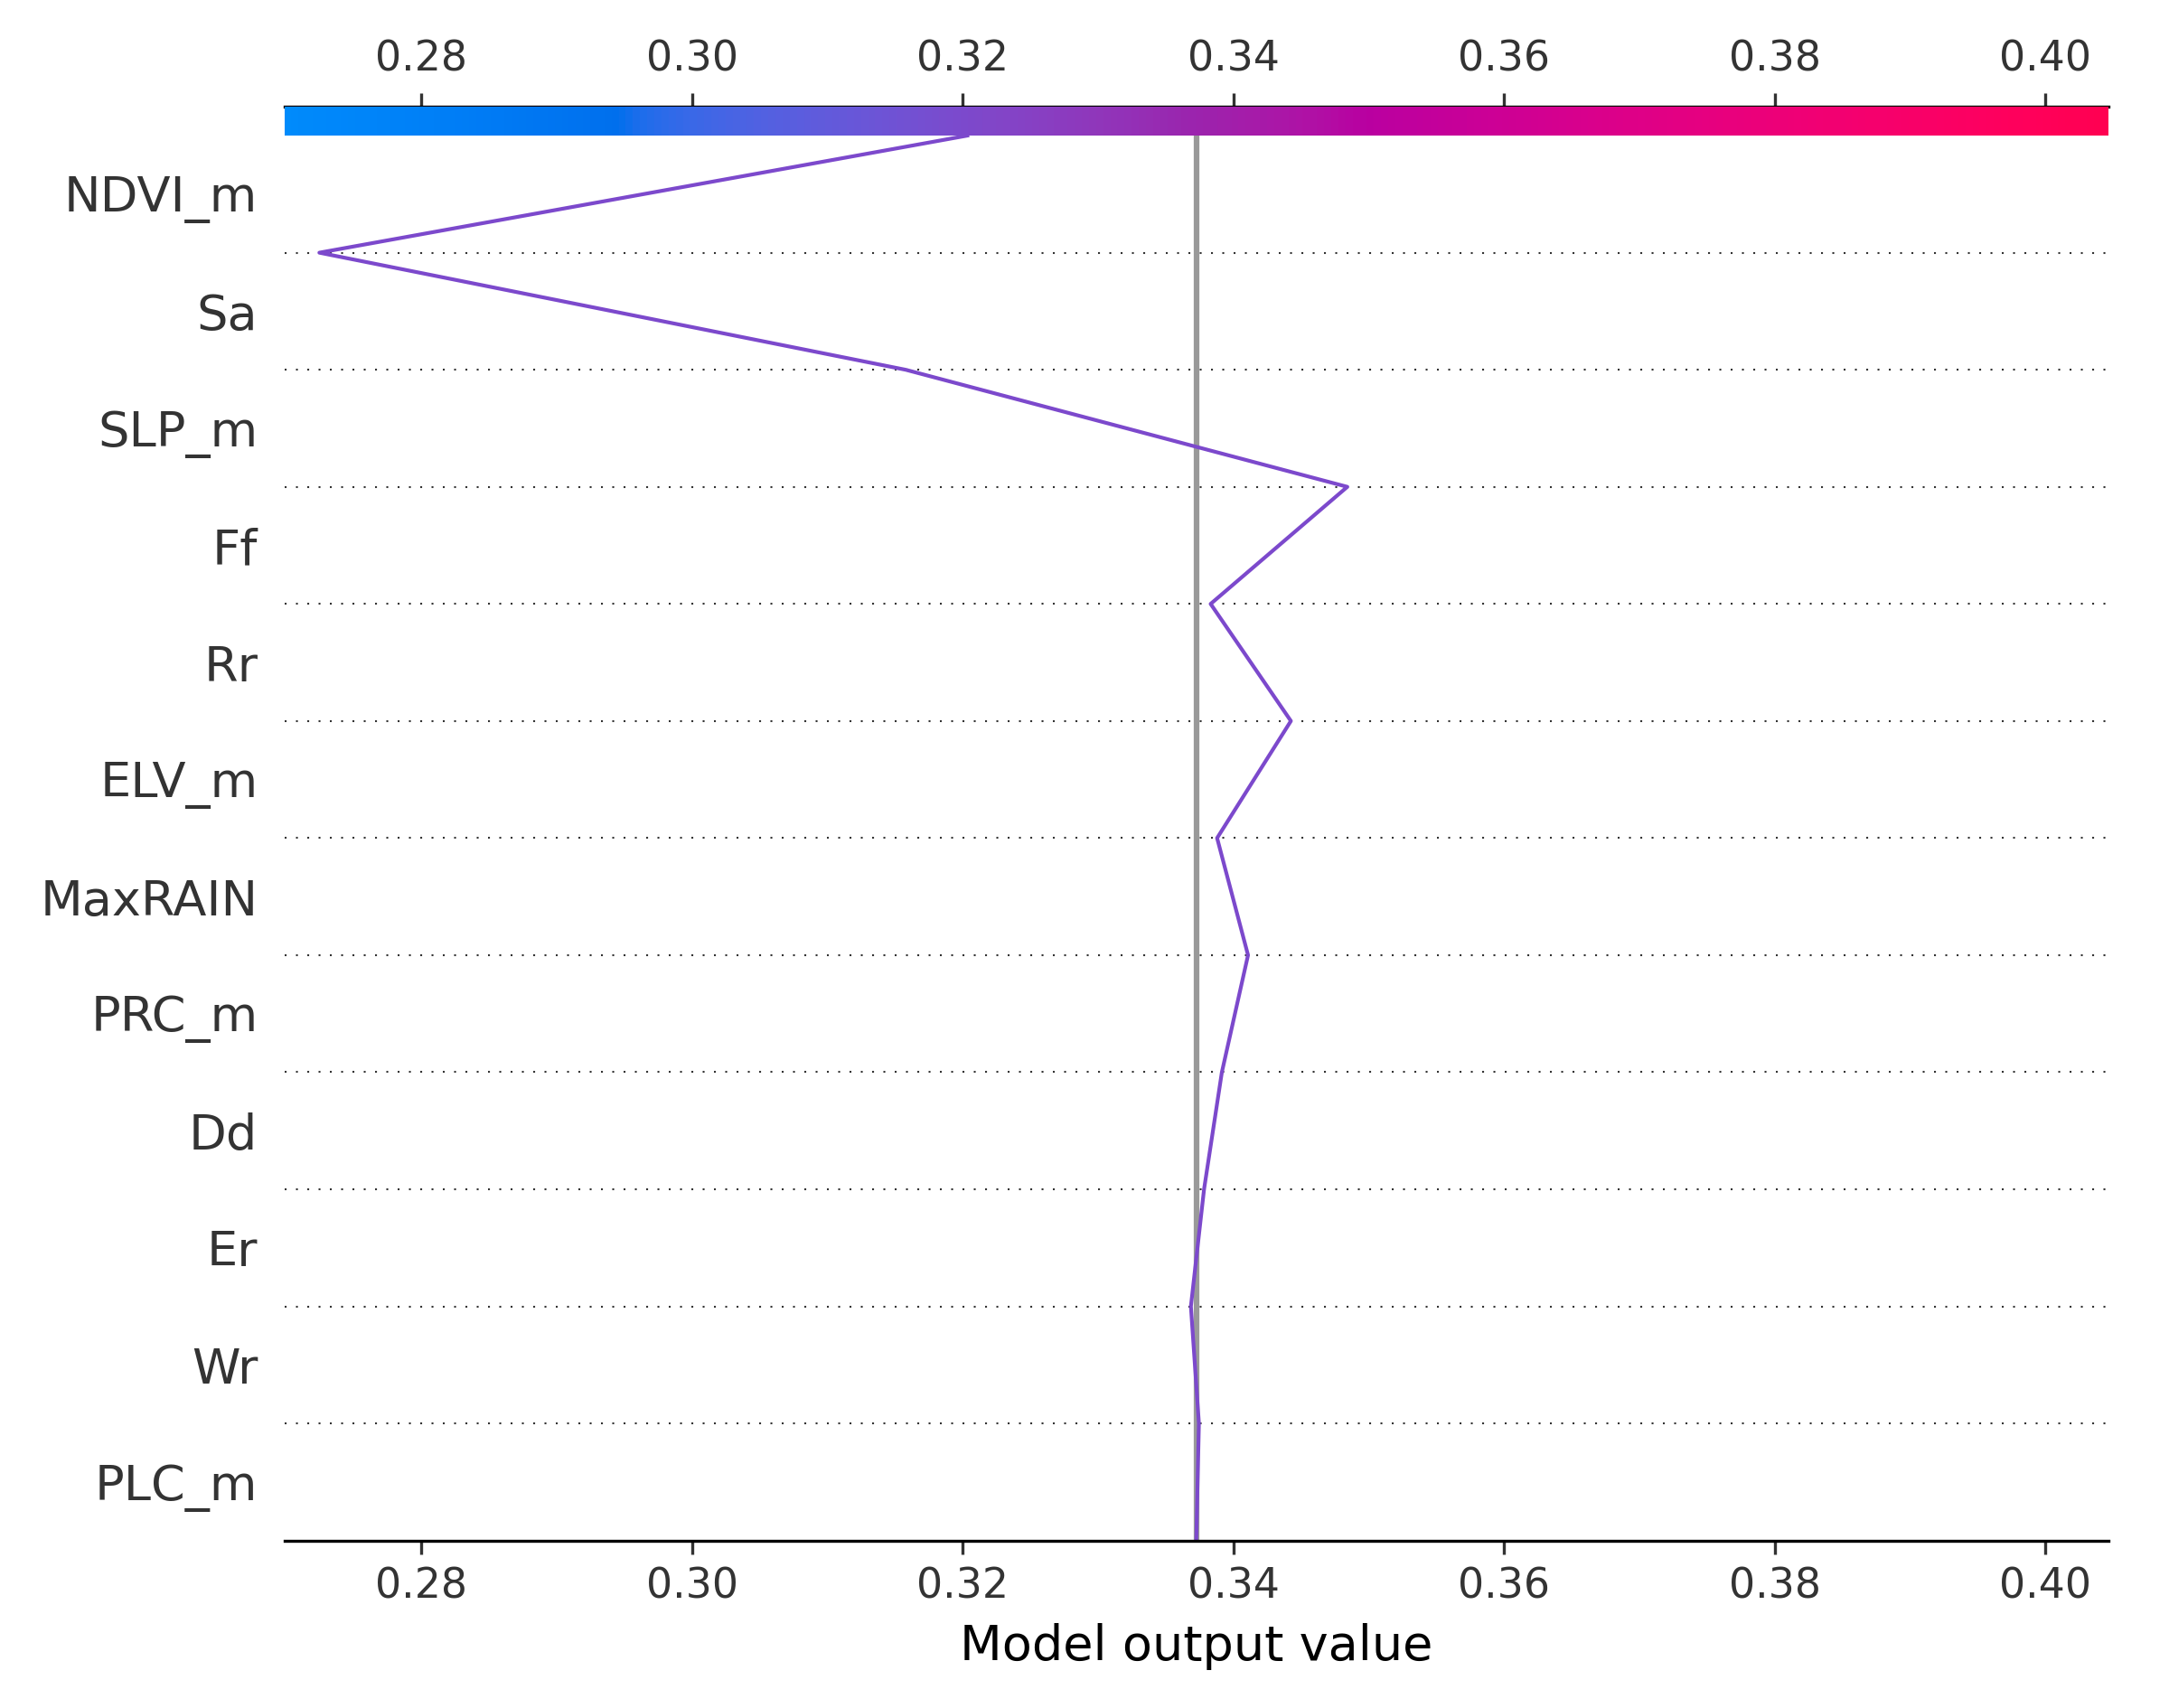 0.28 0.30 0.32 0.34 0.36 0.38 0.40
NDVI_m
Sa
SLP_m
Ff
Rr
ELV_m
MaxRAIN
PRC_m
Dd
Er
Wr
PLC_m
0.28 0.30 0.32 0.34 0.36 0.38 0.40
Model output value